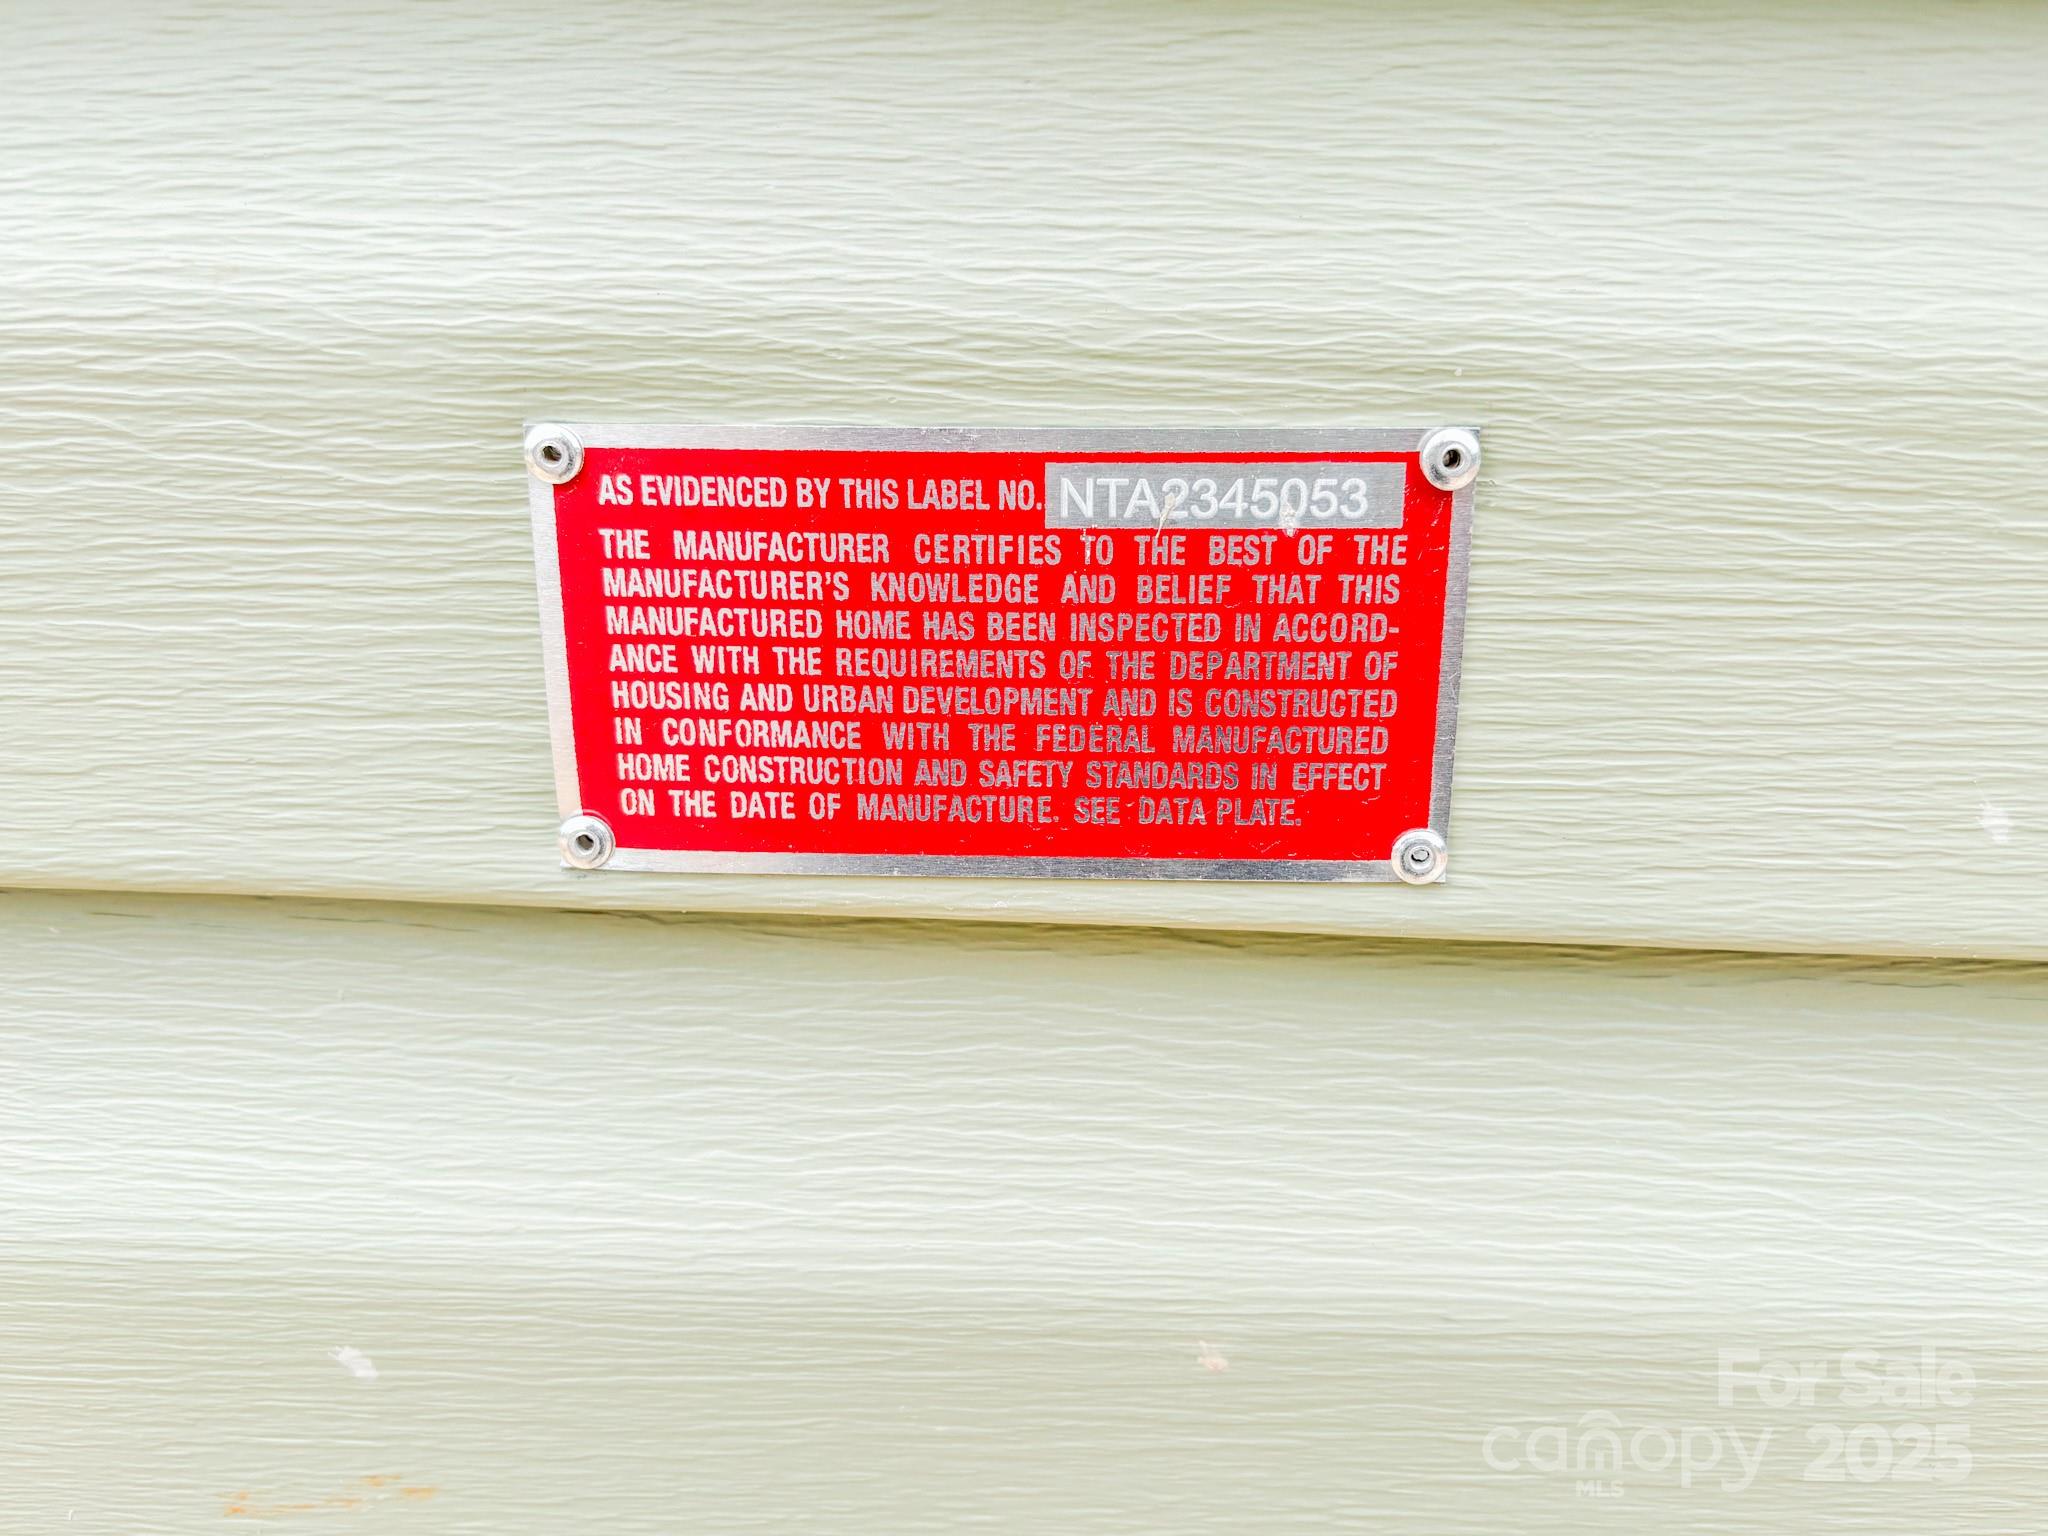 AS EVIDENCED BY THIS LABEL NO. NTA2345053
THE MANUFACTURER CERTIFIES TO THE BEST OF THE
MANUFACTURER'S KNOWLEDGE AND BELIEF THAT THIS
MANUFACTURED HOME HAS BEEN INSPECTED IN ACCORD-
ANCE WITH THE REQUIREMENTS OF THE DEPARTMENT OF
HOUSING AND URBAN DEVELOPMENT AND IS CONSTRUCTED
IN CONFORMANCE WITH THE FEDERAL MANUFACTURED
HOME CONSTRUCTION AND SAFETY STANDARDS IN EFFECT
ON THE DATE OF MANUFACTURE. SEE DATA PLATE.
For Sale
canopy 2025
MLS